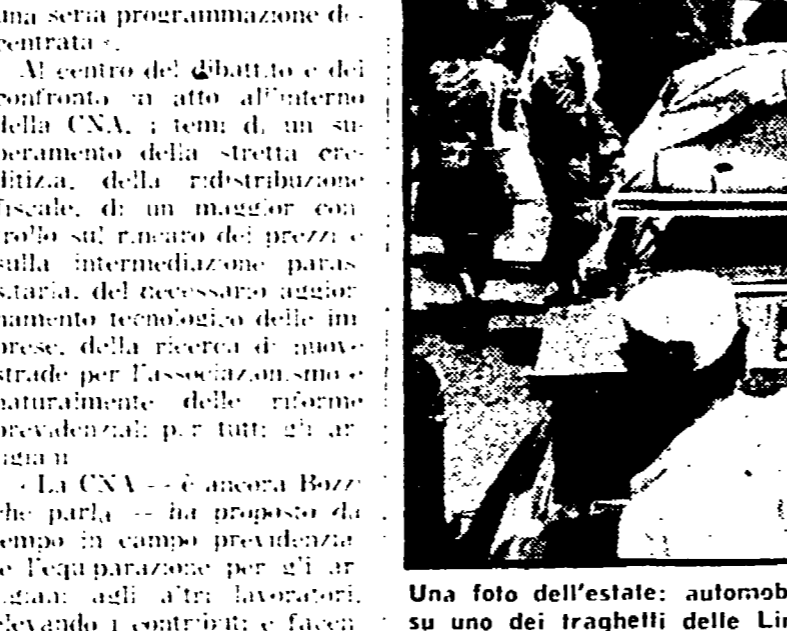 una seria programmazione de-
centrata ».
Al centro del dibattito e del
confronto in atto all'interno
della CNA, i temi di un su-
peramento della stretta cre-
ditizia, della ridistribuzione
fiscale, di un maggior con-
trollo sul rincaro dei prezzi e
sulla intermediazione paras-
sitaria, del necessario aggior-
namento tecnologico delle im-
prese, della ricerca di nuove
strade per l'associazionismo e
naturalmente delle riforme
previdenziali per tutti gli ar-
tigiani
« La CNA -- è ancora Bozzi
che parla -- ha proposto da
tempo in campo previdenzia-
le l'equiparazione per gli ar-
tigiani agli altri lavoratori,
elevando i contributi e facen-
Una foto dell'estate: automob
su uno dei traghetti delle Lin